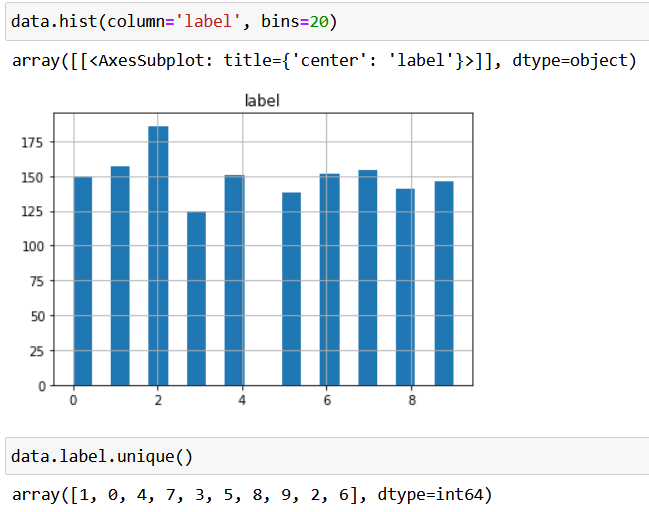 data.hist(column='label', bins=20)
array([[<AxesSubplot: title={'center': 'label'}>]], dtype=object)
label
175
150
125
100
75
50
25
0
0 2 4 6 8
data.label.unique()
array([1, 0, 4, 7, 3, 5, 8, 9, 2, 6], dtype=int64)